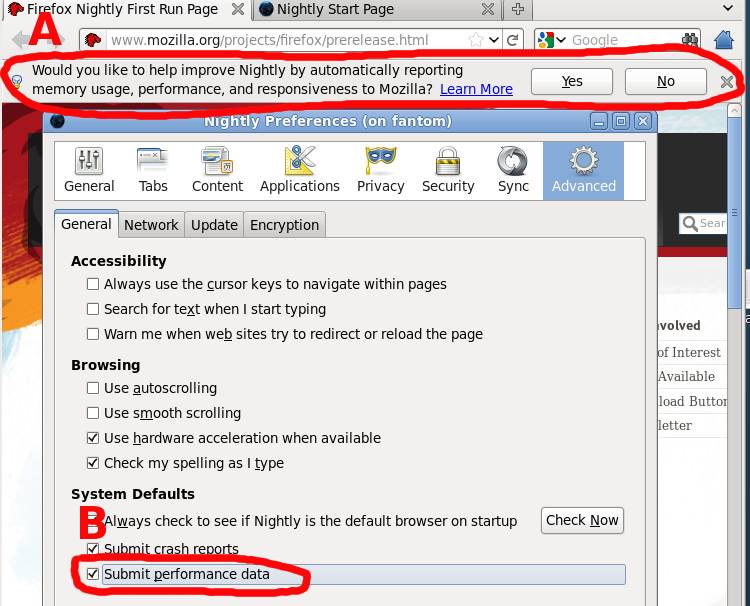 Firefox Nightly First Run Page
Nightly Start Page
A
www.mozilla.org/projects/firefox/prerelease.html
Google
Would you like to help improve Nightly by automatically reporting
memory usage, performance, and responsiveness to Mozilla? Learn More
Yes
No
Nightly Preferences (on fantom)
General
Tabs
Content
Applications
Privacy
Security
Sync
Advanced
General
Network
Update
Encryption
Sear
Accessibility
Always use the cursor keys to navigate within pages
Search for text when I start typing
Warn me when web sites try to redirect or reload the page
Browsing
Use autoscrolling
Use smooth scrolling
Use hardware acceleration when available
Check my spelling as I type
nvolved
of Interest
Available
load Button
letter
System Defaults
B
Always check to see if Nightly is the default browser on startup
Check Now
Submit crash reports
Submit performance data